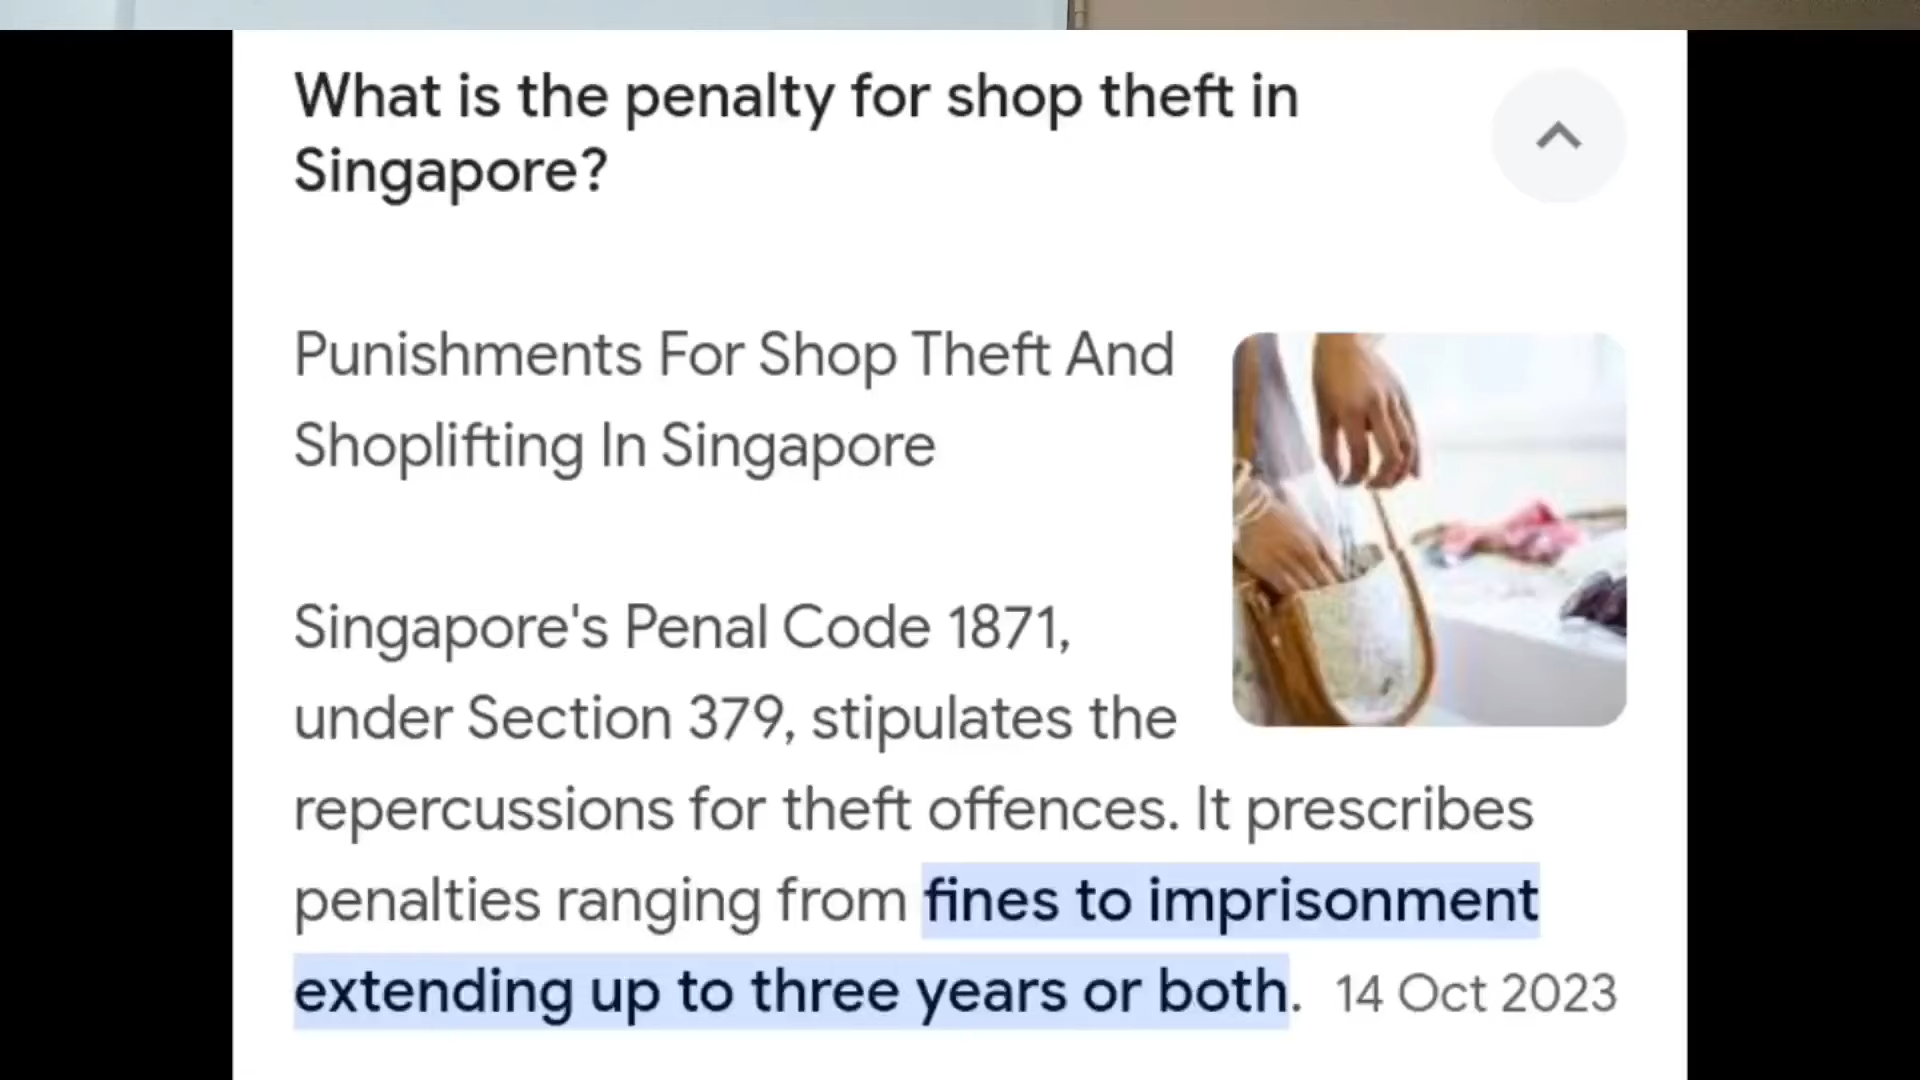 What is the penalty for shop theft in
Singapore?
Punishments For Shop Theft And
Shoplifting In Singapore
Singapore's Penal Code 1871,
under Section 379, stipulates the
repercussions for theft offences. It prescribes
penalties ranging from fines to imprisonment
extending up to three years or both. 14 Oct 2023